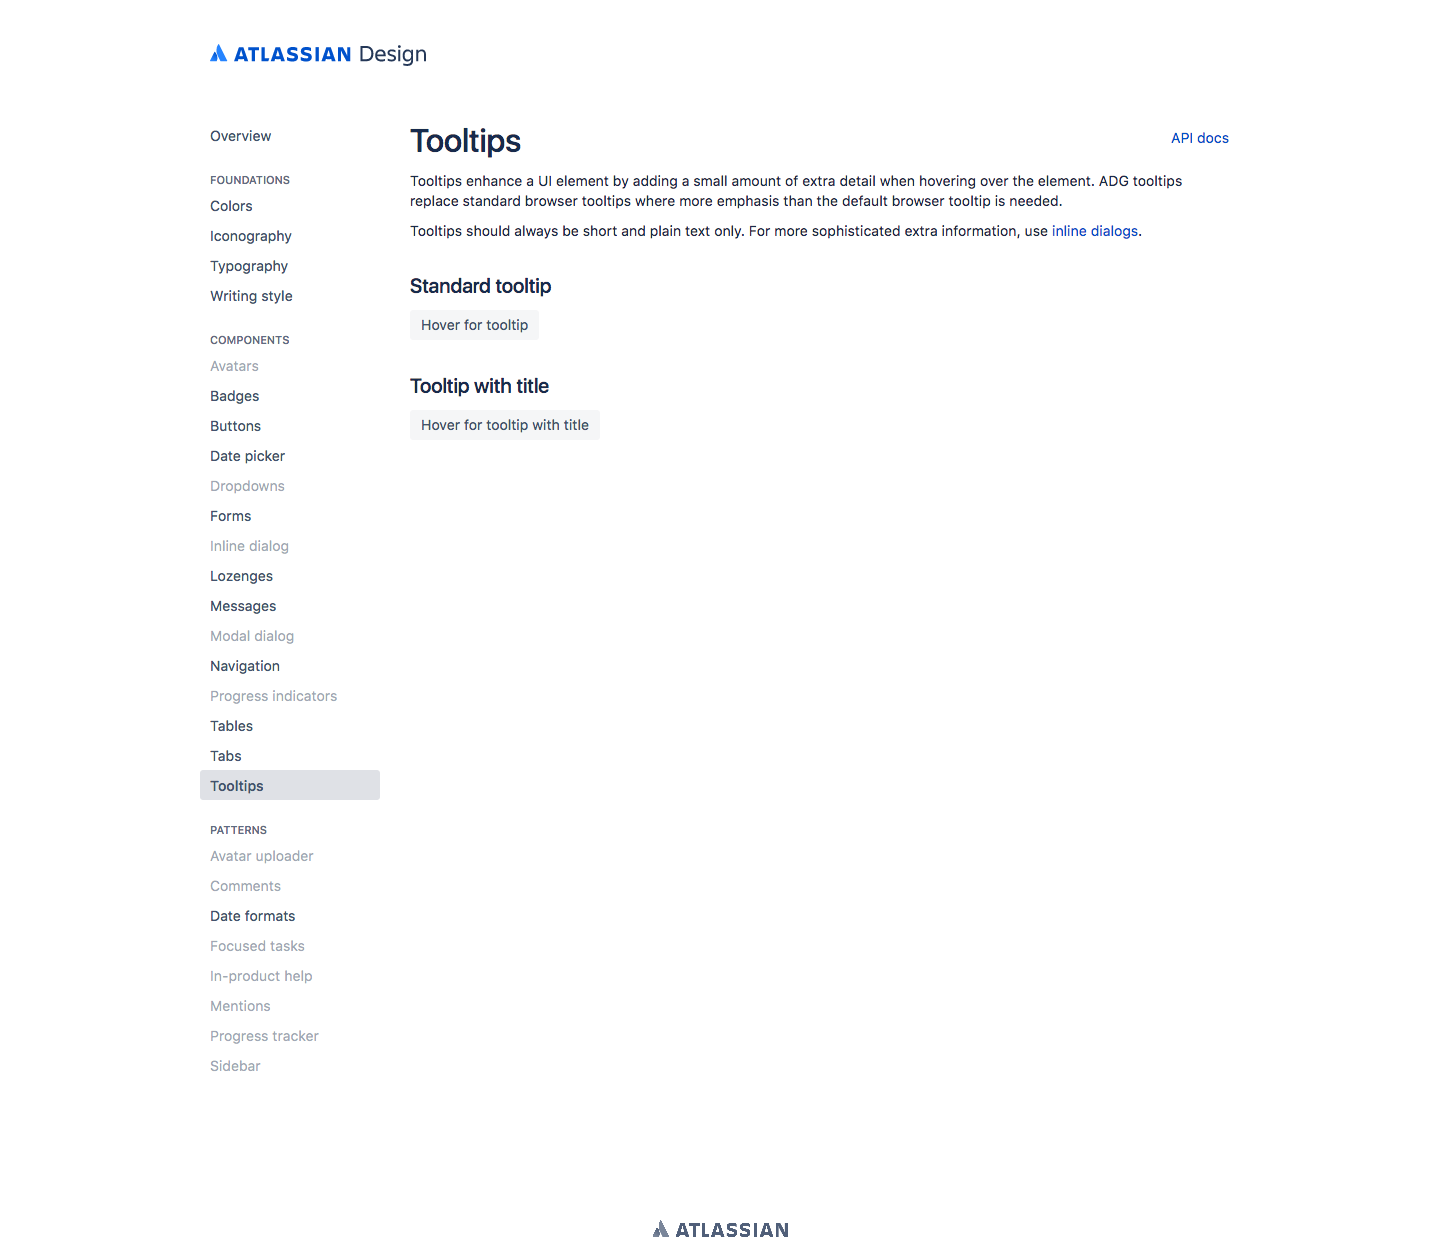 ATLASSIAN Design
Overview
FOUNDATIONS
Colors
Iconography
Typography
Writing style
COMPONENTS
Avatars
Badges
Buttons
Date picker
Dropdowns
Forms
Inline dialog
Lozenges
Messages
Modal dialog
Navigation
Progress indicators
Tables
Tabs
Tooltips
PATTERNS
Avatar uploader
Comments
Date formats
Focused tasks
In-product help
Mentions
Progress tracker
Sidebar
Tooltips
API docs
Tooltips enhance a UI element by adding a small amount of extra detail when hovering over the element. ADG tooltips
replace standard browser tooltips where more emphasis than the default browser tooltip is needed.
Tooltips should always be short and plain text only. For more sophisticated extra information, use inline dialogs.
Standard tooltip
Hover for tooltip
Tooltip with title
Hover for tooltip with title
ATLASSIAN